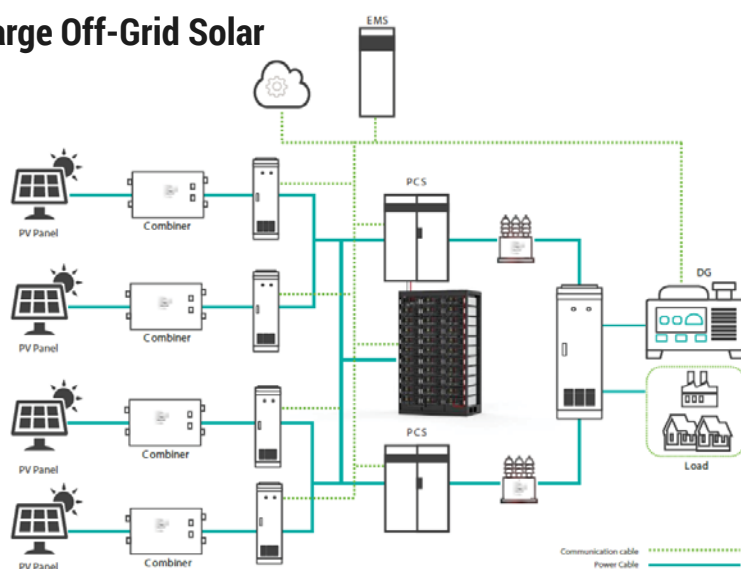 arge Off-Grid Solar
EMS
PV Panel
Combiner
PCS
DG
PV Panel
Combiner
PV Panel
Combiner
PCS
Load
PV Panel
Combiner
Communication cable
Power Cable